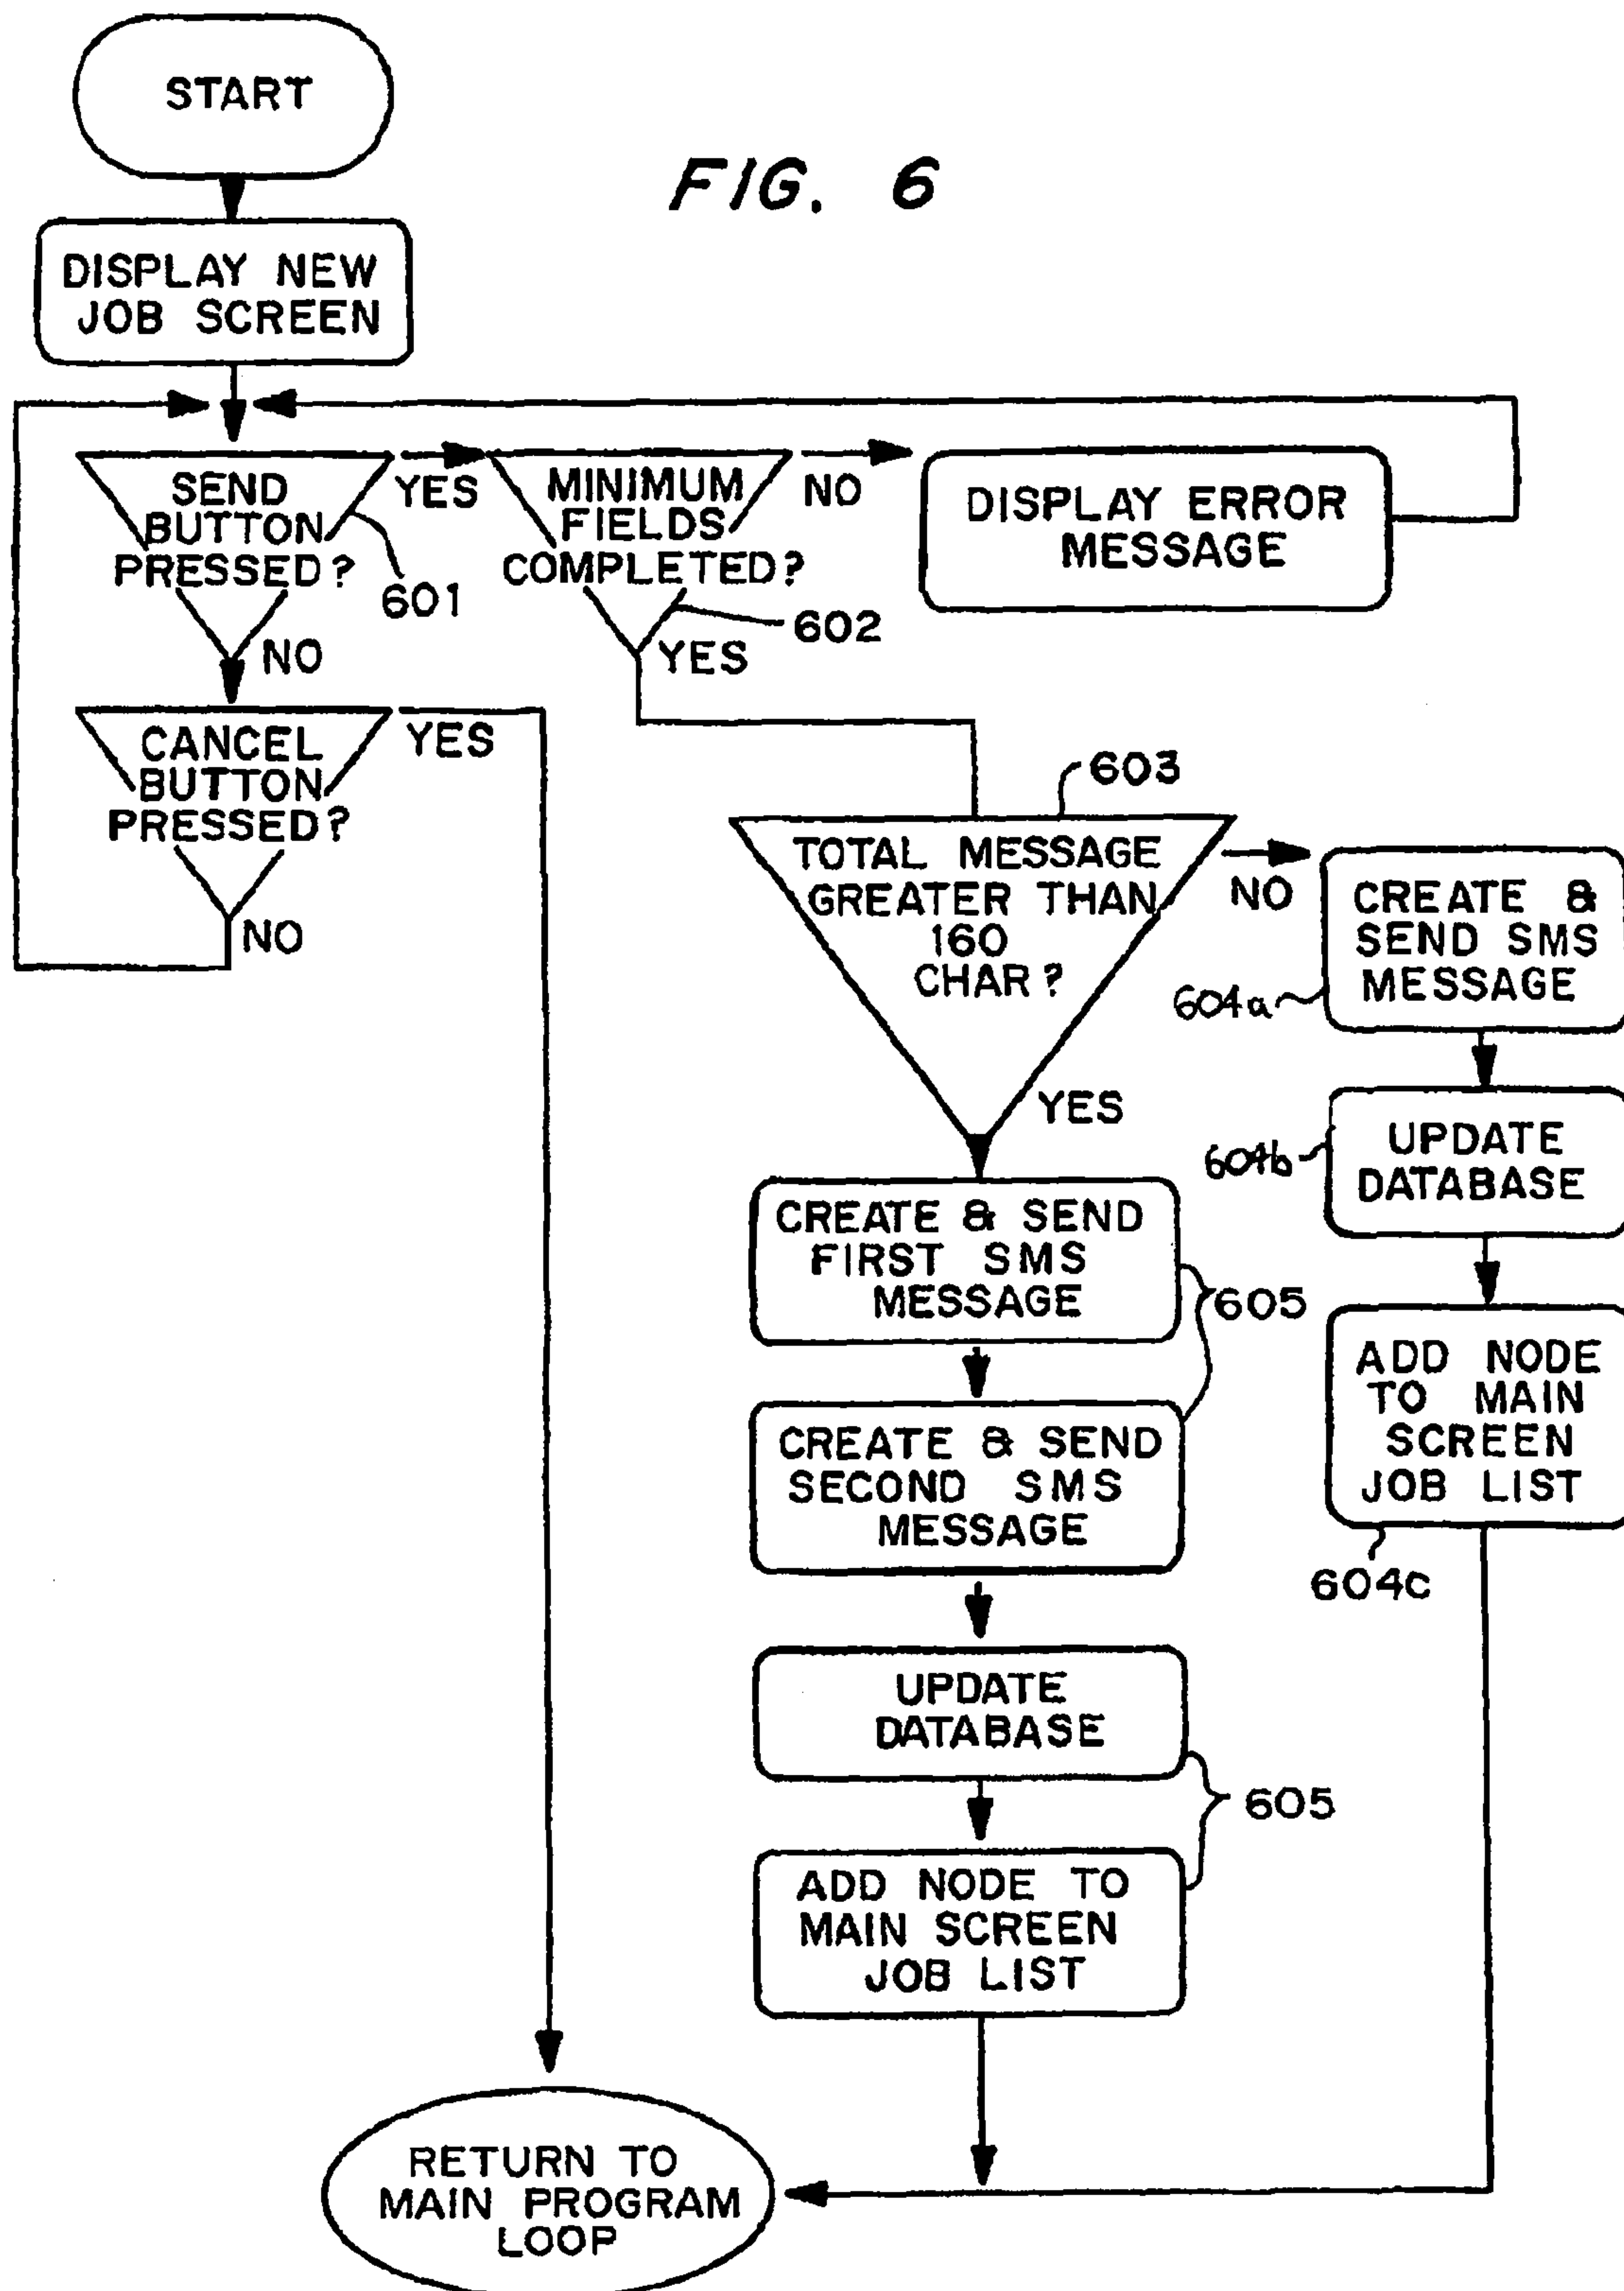 START
FIG. 6
DISPLAY NEW
JOB SCREEN
SEND
BUTTON
PRESSED?
601
YES
NO
MINIMUM
FIELDS
COMPLETED?
602
YES
NO
DISPLAY ERROR
MESSAGE
CANCEL
BUTTON
PRESSED?
YES
NO
603
TOTAL MESSAGE
GREATER THAN
160
CHAR?
NO
YES
CREATE &
SEND SMS
MESSAGE
604a
UPDATE
DATABASE
604b
ADD NODE
TO MAIN
SCREEN
JOB LIST
604c
CREATE & SEND
FIRST SMS
MESSAGE
605
CREATE & SEND
SECOND SMS
MESSAGE
UPDATE
DATABASE
605
ADD NODE TO
MAIN SCREEN
JOB LIST
RETURN TO
MAIN PROGRAM
LOOP